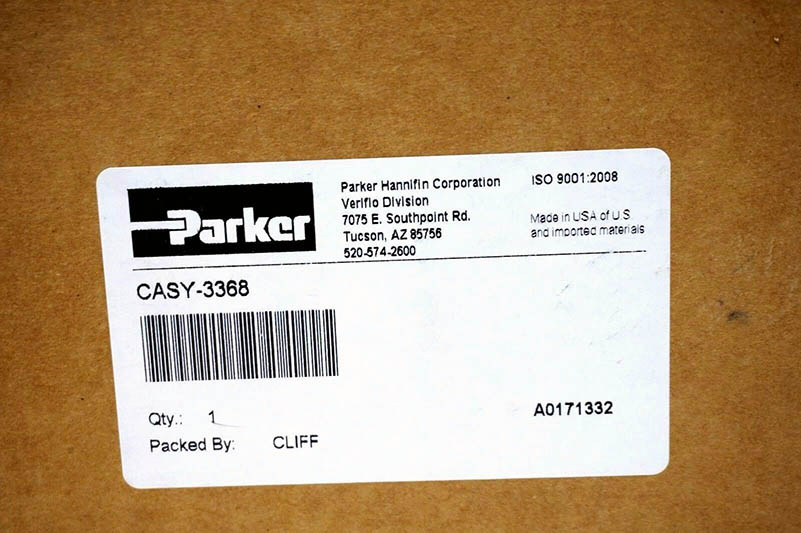 Parker
Parker Hannifin Corporation
Veriflo Division
7075 E. Southpoint Rd.
Tucson, AZ 85756
520-574-2600
ISO 9001:2008
Made in USA of U.S.
and imported materials
CASY-3368
Qty.: 1
Packed By: CLIFF
A0171332